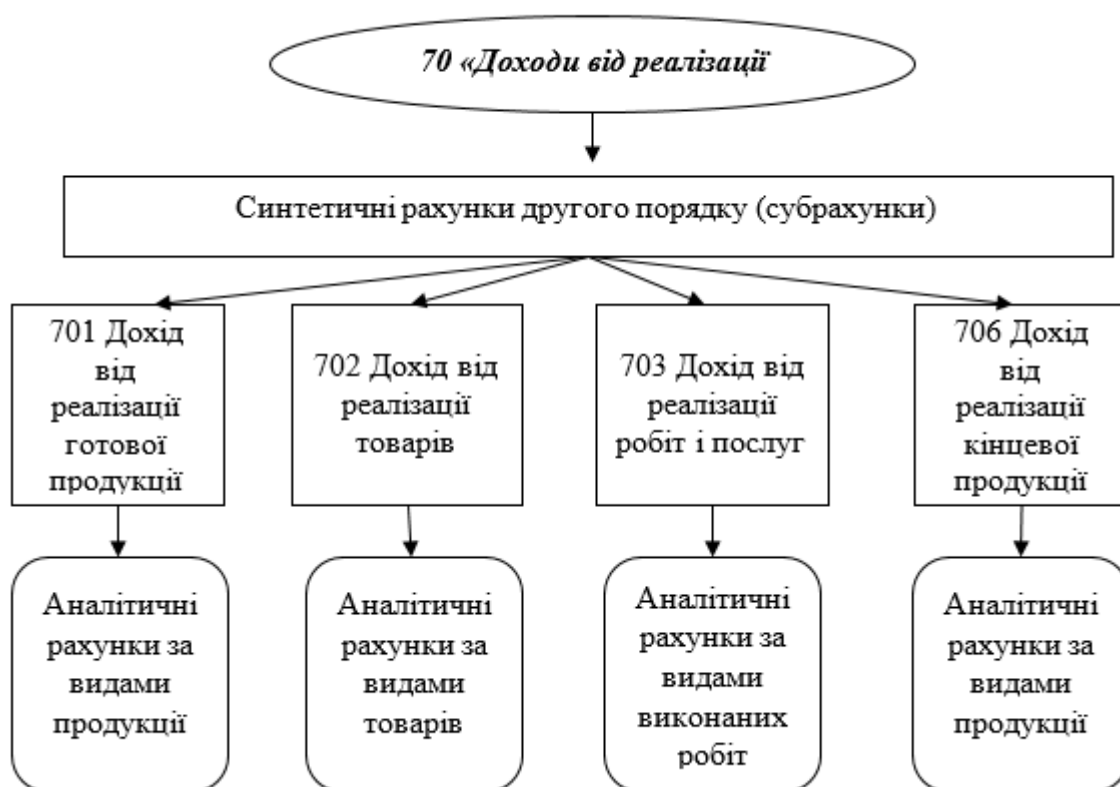 70 «Доходи від реалізації
Синтетичні рахунки другого порядку (субрахунки)
701 Дохід
від
реалізації
готової
продукції
702 Дохід від
реалізації
товарів
703 Дохід від
реалізації
робіт і послуг
706 Дохід
від
реалізації
кінцевої
продукції
Аналітичні
рахунки за
видами
продукції
Аналітичні
рахунки за
видами
товарів
Аналітичні
рахунки за
видами
виконаних
робіт
Аналітичні
рахунки за
видами
продукції